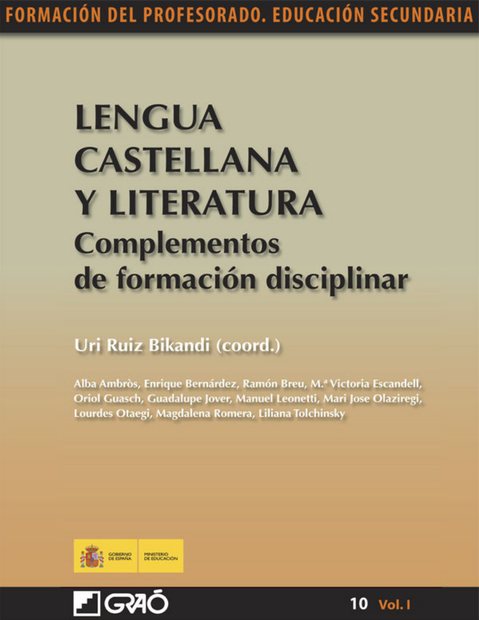 FORMACIÓN DEL PROFESORADO. EDUCACIÓN SECUNDARIA
LENGUA
CASTELLANA
Y LITERATURA
Complementos
de formación disciplinar
Uri Ruiz Bikandi (coord.)
Alba Ambròs, Enrique Bernárdez, Ramón Breu, M.ª Victoria Escandell,
Oriol Guasch, Guadalupe Jover, Manuel Leonetti, Mari Jose Olaziregi,
Lourdes Otaegi, Magdalena Romera, Liliana Tolchinsky
GOBIERNO
DE ESPAÑA
MINISTERIO
DE EDUCACIÓN
GRAÓ
10 Vol. I